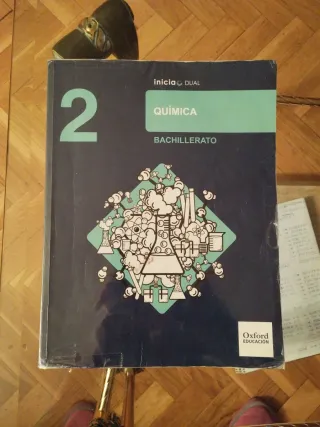 inicia DUAL
2
QUÍMICA
BACHILLERATO
Oxford
EDUCACIÓN